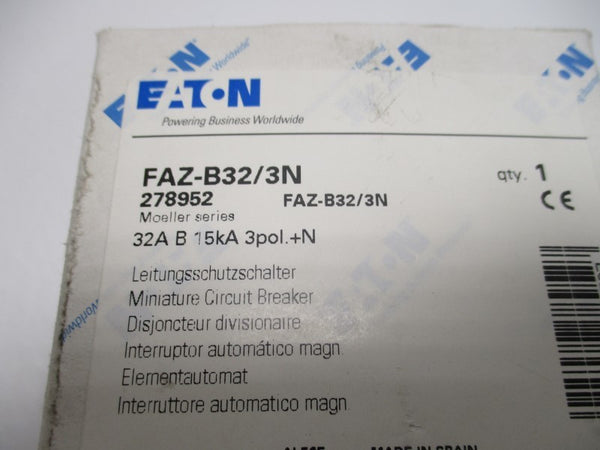 EATON
Powering Business Worldwide
FAZ-B32/3N
qty. 1
278952 FAZ-B32/3N
CE
Moeller series
32A B 15kA 3pol.+N
Leitungsschutzschalter
Miniature Circuit Breaker
Disjoncteur divisionaire
Interruptor automático magn.
Elementautomat
Interruttore automatico magn.
MADE IN SPAIN